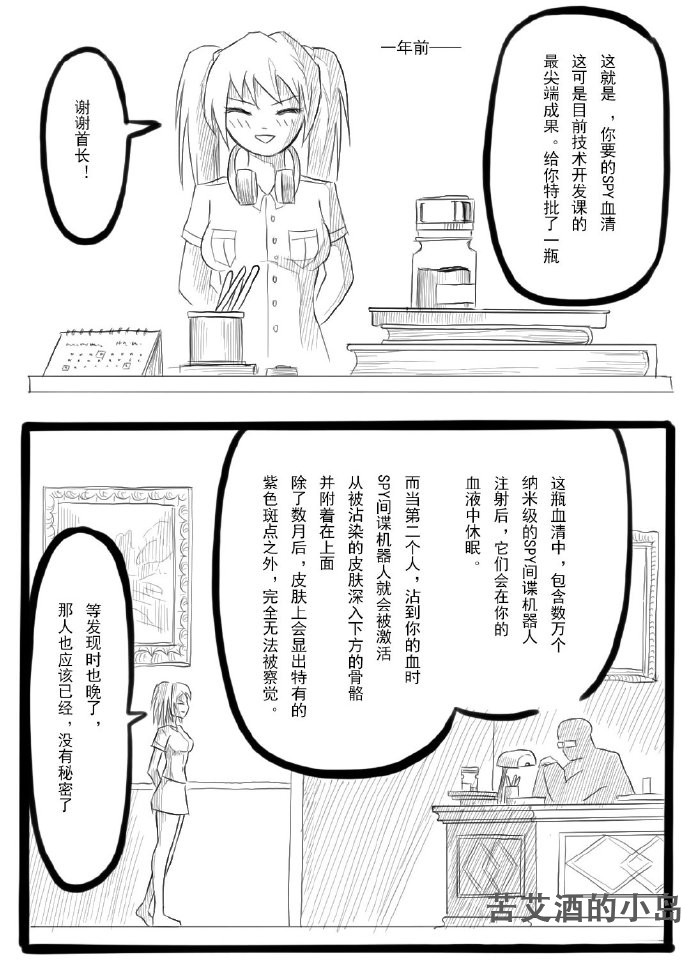 一年前——
这就是，你要的SPY血清
这可是目前技术开发课的
最尖端成果。给你特批了一瓶
谢谢首长！
这瓶血清中，包含数万个
纳米级的SPY间谍机器人
注射后，它们会在你的
血液中休眠。
而当第二个人，沾到你的血时
SPY间谍机器人就会被激活
从被沾染的皮肤深入下方的骨骼
并附着在上面
除了数月后，皮肤上会显出特有的
紫色斑点之外，完全无法被察觉。
等发现时也晚了，
那人也应该已经，没有秘密了
苦艾酒的小岛